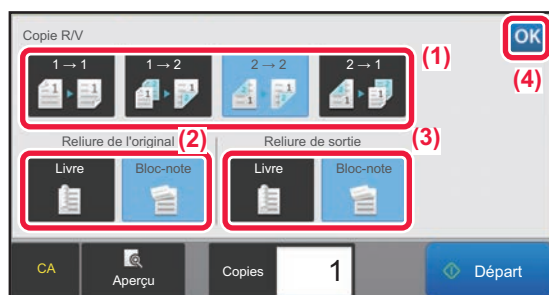 Copie R/V
OK
1 → 1
1 → 2
2 → 2
2 → 1
(1)
(4)
Reliure de l'original
(2)
Reliure de sortie
(3)
Livre
Bloc-note
Livre
Bloc-note
CA
Aperçu
Copies
1
Départ